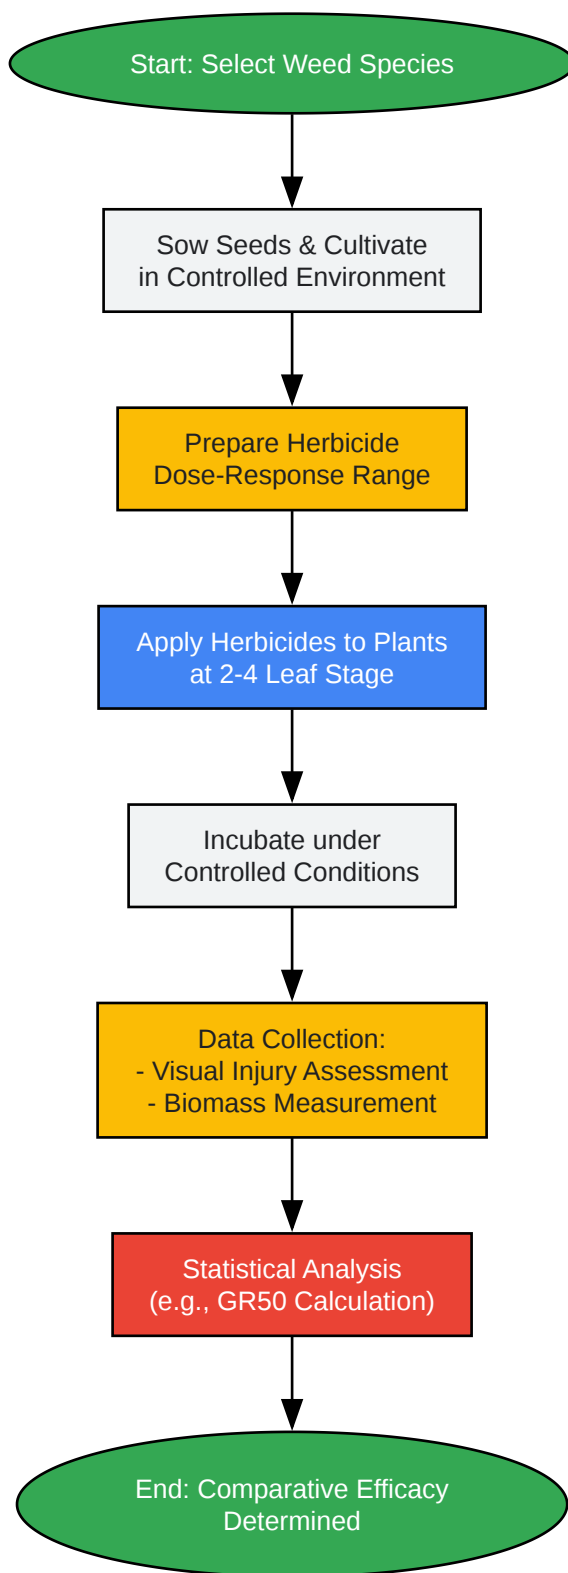 Start: Select Weed Species
Sow Seeds & Cultivate
in Controlled Environment
Prepare Herbicide
Dose-Response Range
Apply Herbicides to Plants
at 2-4 Leaf Stage
Incubate under
Controlled Conditions
Data Collection:
- Visual Injury Assessment
- Biomass Measurement
Statistical Analysis
(e.g., GR50 Calculation)
End: Comparative Efficacy
Determined